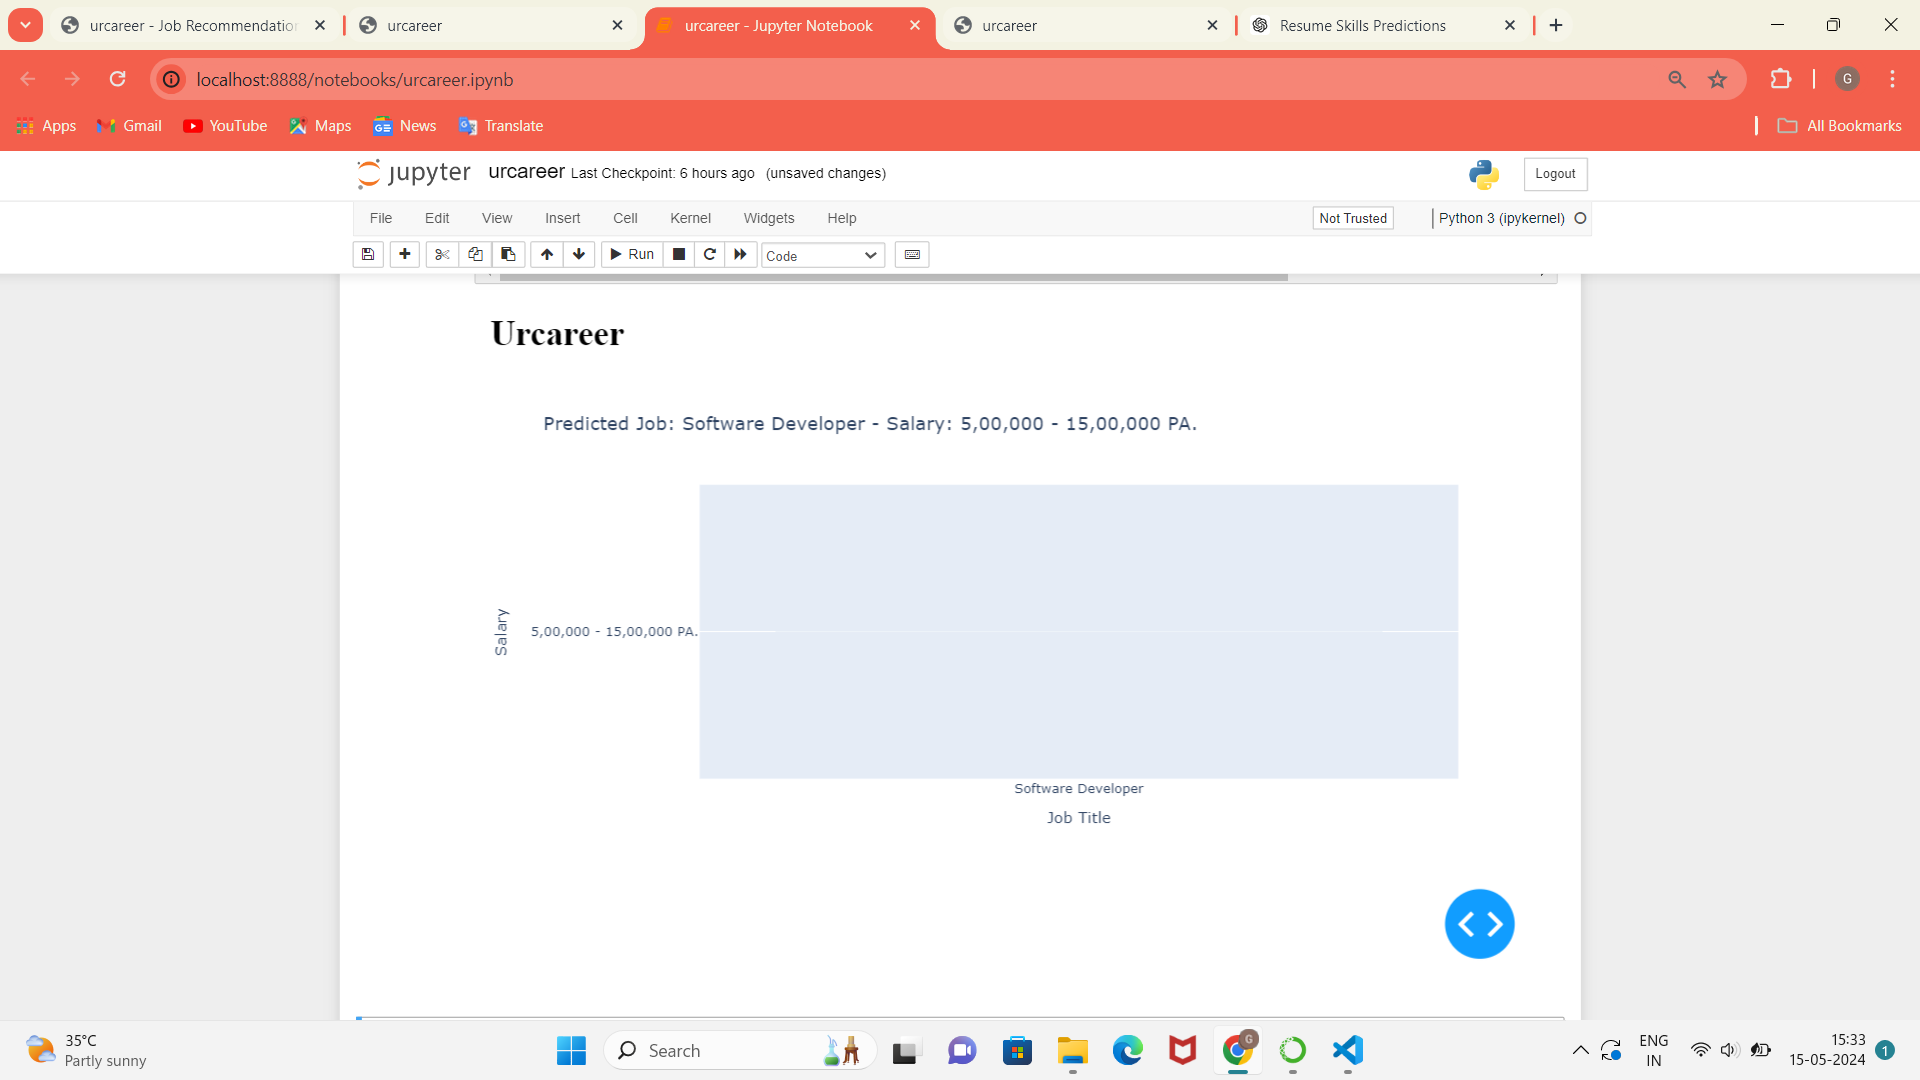 urcareer - Job Recommendation
urcareer
urcareer - Jupyter Notebook
urcareer
Resume Skills Predictions
localhost:8888/notebooks/urcareer.ipynb
G
Apps
Gmail
YouTube
Maps
News
Translate
All Bookmarks
jupyter urcareer Last Checkpoint: 6 hours ago (unsaved changes)
Logout
File Edit View Insert Cell Kernel Widgets Help
Not Trusted
Python 3 (ipykernel)
Run
Code
Urcareer
Predicted Job: Software Developer - Salary: 5,00,000 - 15,00,000 PA.
Salary
5,00,000 - 15,00,000 PA.
Software Developer
Job Title
35°C
Partly sunny
Search
G
ENG
IN
15:33
15-05-2024
1